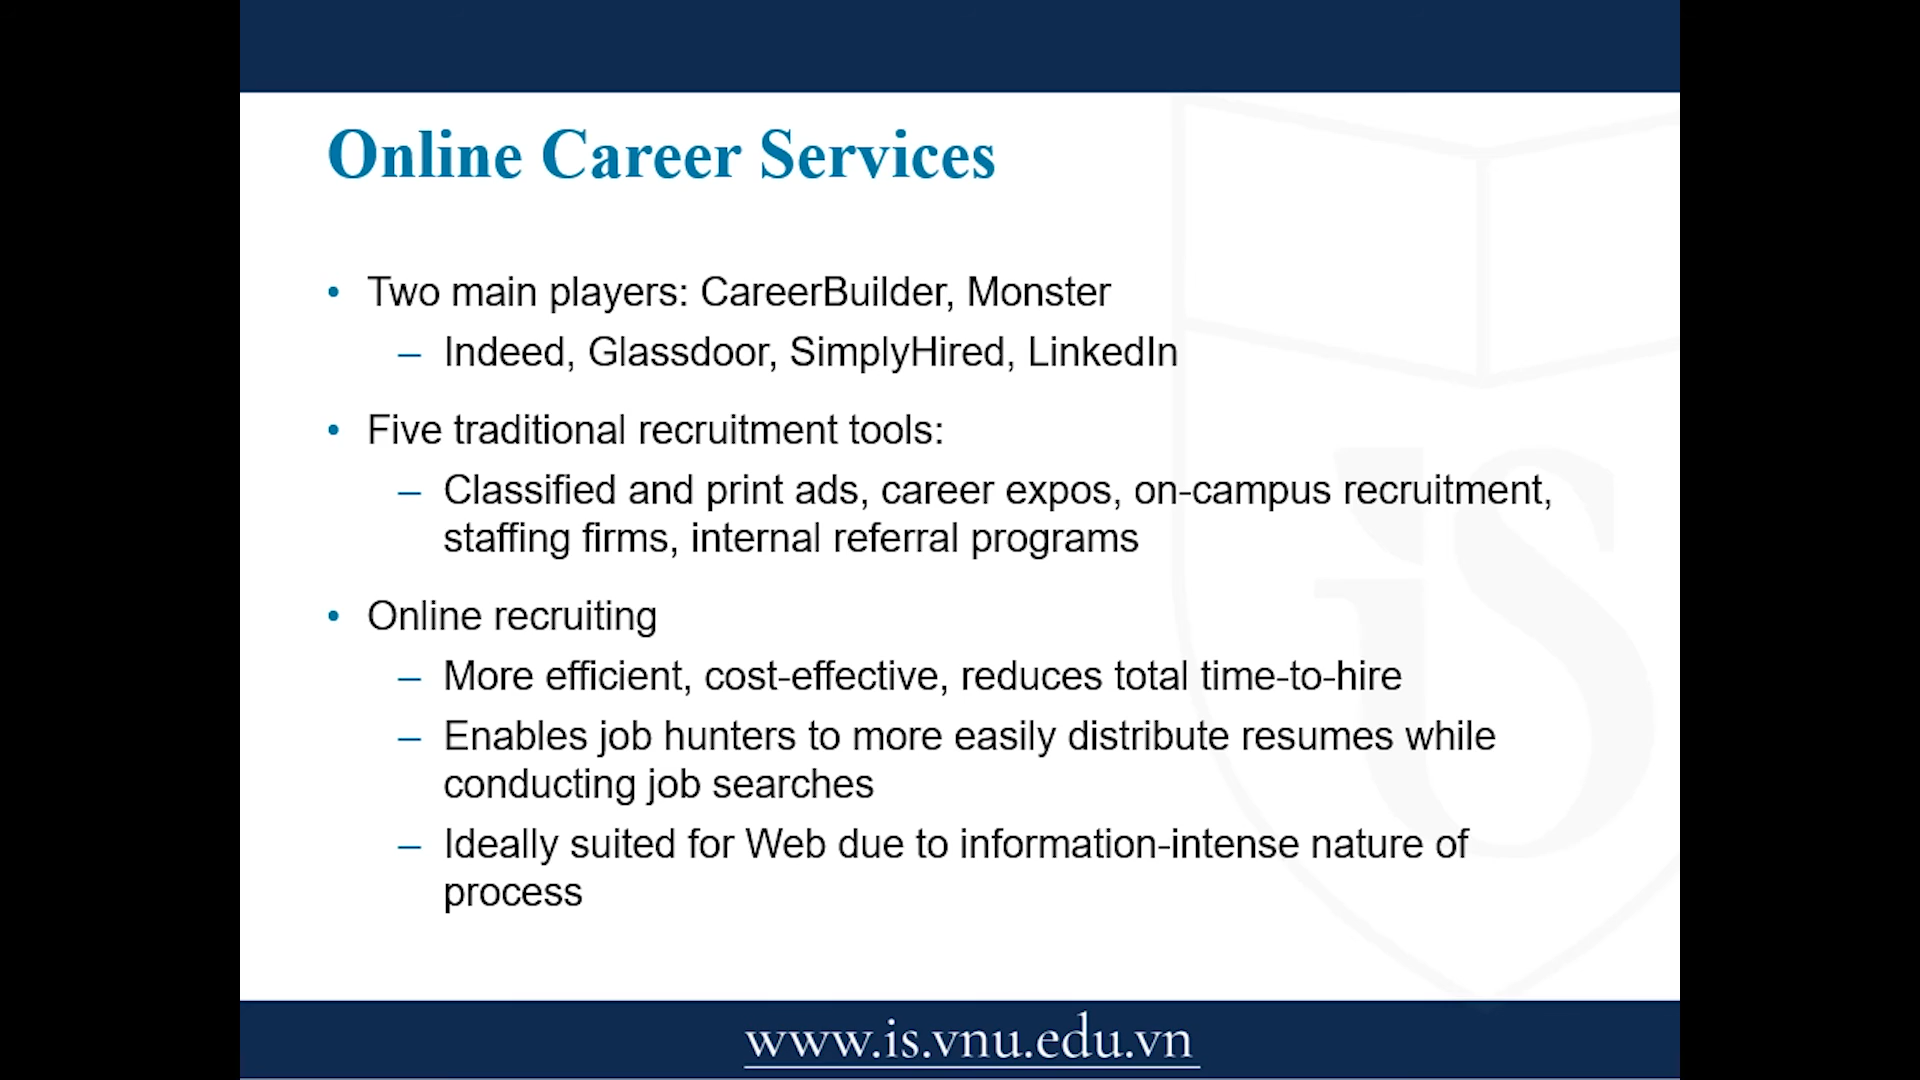 Online Career Services
• Two main players: CareerBuilder, Monster
– Indeed, Glassdoor, SimplyHired, LinkedIn
• Five traditional recruitment tools:
– Classified and print ads, career expos, on-campus recruitment,
staffing firms, internal referral programs
• Online recruiting
– More efficient, cost-effective, reduces total time-to-hire
– Enables job hunters to more easily distribute resumes while
conducting job searches
– Ideally suited for Web due to information-intense nature of
process
iS
www.is.vnu.edu.vn